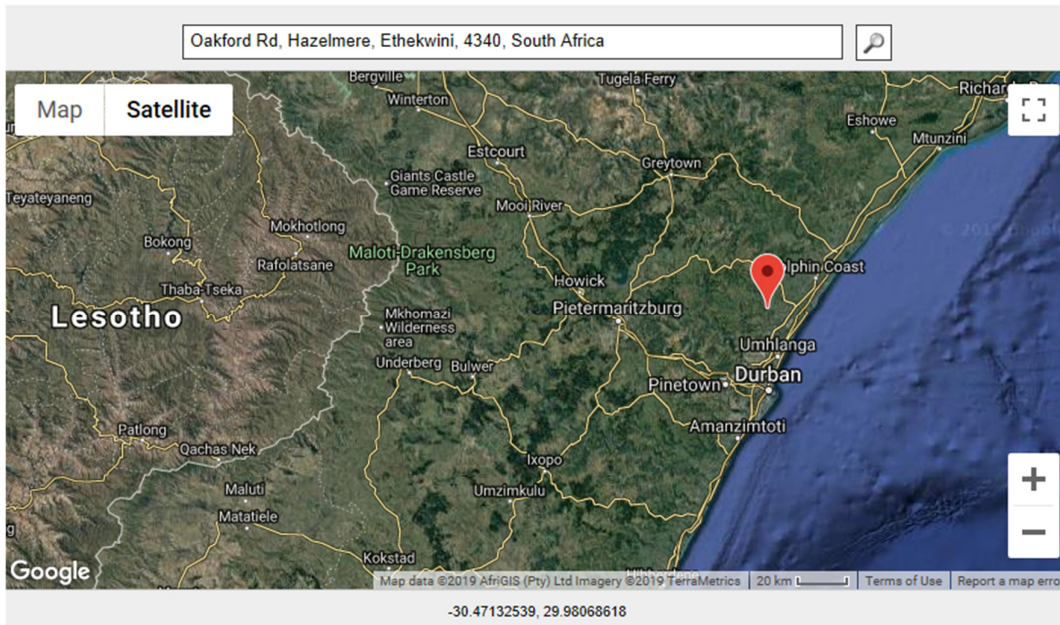 Oakford Rd, Hazelmere, Ethekwini, 4340, South Africa
Map
Satellite
Bergville
Tugela Ferry
Winterton
Eshowe
Mtunzini
Estcourt
Greytown
Giants Castle
Game Reserve
Teyateyaneng
Mooi River
Mokhotlong
Bokong
Rafolatsane
Maloti-Drakensberg
Park
lphin Coast
Thaba-Tseka
Howick
Lesotho
Pietermaritzburg
Mkhomazi
Wilderness
area
Umhlanga
Underberg
Bulwer
Pinetown
Durban
Patlong
Amanzimtoti
Qachas Nek
Ixopo
Maluti
Umzimkulu
Matatiele
Kokstad
Google
Map data ©2019 AfriGIS (Pty) Ltd Imagery ©2019 TerraMetrics
20 km
Terms of Use
Report a map erro
-30.47132539, 29.98068618